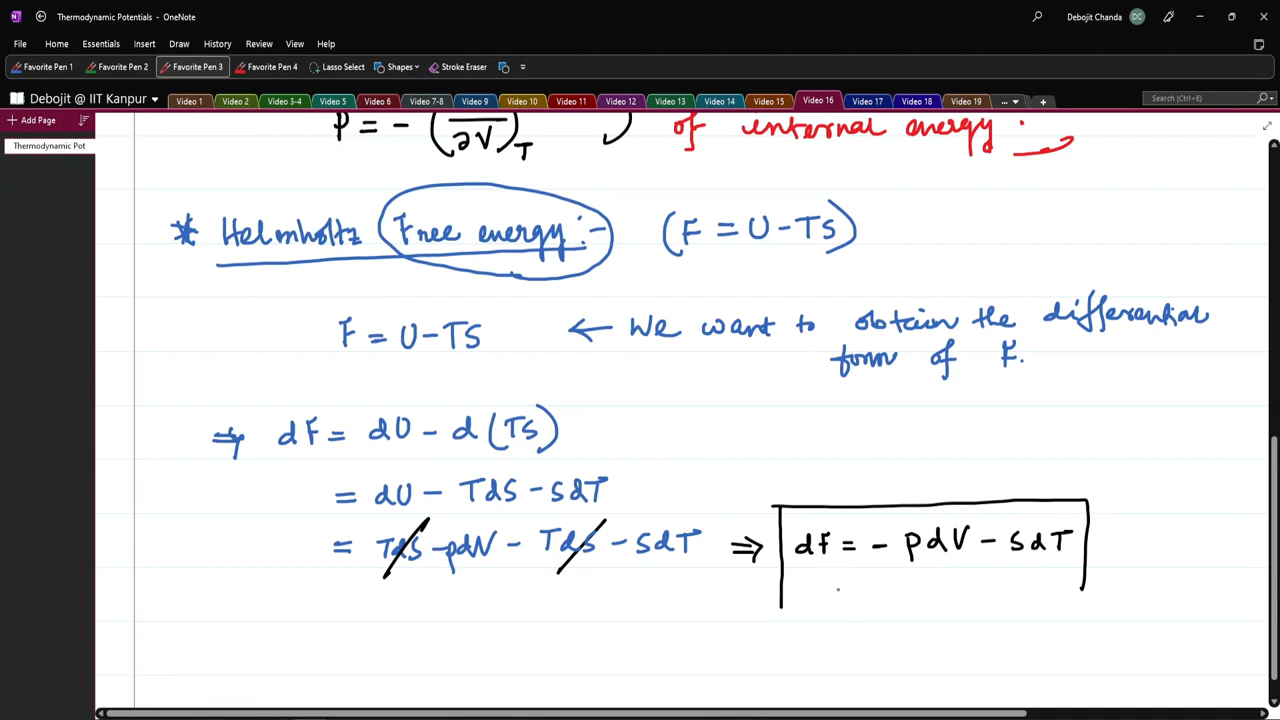 Thermodynamic Potentials - OneNote
Debojit Chanda DC
File Home Essentials Insert Draw History Review View Help
Favorite Pen 1 Favorite Pen 2 Favorite Pen 3 Favorite Pen 4 Lasso Select Shapes Stroke Eraser
Debojit @ IIT Kanpur Video 1 Video 2 Video 3-4 Video 5 Video 6 Video 7-8 Video 9 Video 10 Video 11 Video 12 Video 13 Video 14 Video 15 Video 16 Video 17 Video 18 Video 19 ... + Search (Ctrl+E)
+ Add Page
Thermodynamic Pot
P = - (/∂V)_T of internal energy.
* Helmholtz Free energy :- (F = U - TS)
F = U - TS ← We want to obtain the differential
form of F.
⇒ dF = dU - d(TS)
= dU - TdS - SdT
= TdS - pdV - TdS - SdT ⇒ dF = - pdV - SdT